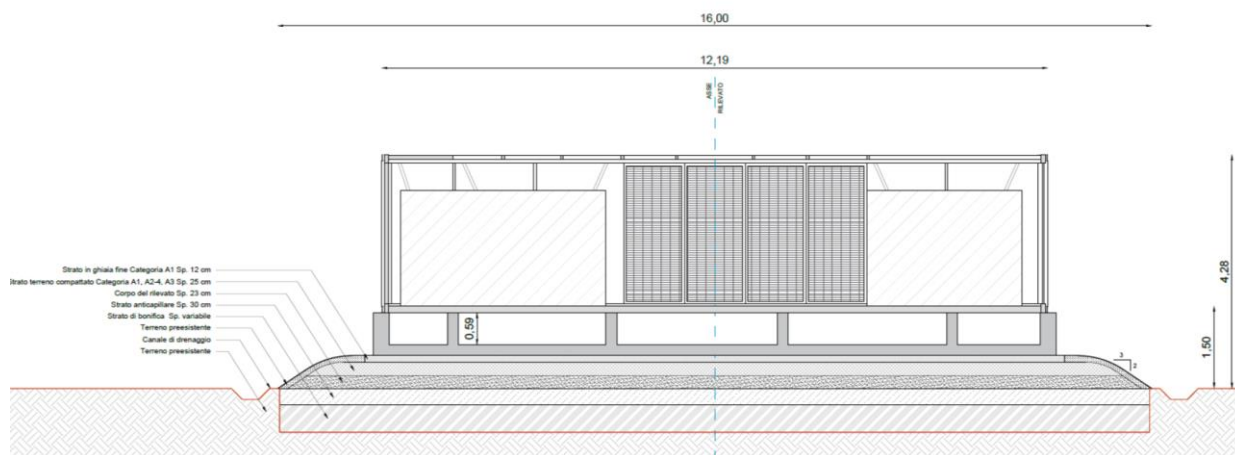 16,00
12,19
ASSE
RILEVATO
Strato in ghiaia fine Categoria A1 Sp. 12 cm
Strato terreno compattato Categoria A1, A2-4, A3 Sp. 25 cm
Corpo del rilevato Sp. 23 cm
Strato anticapillare Sp. 30 cm
Strato di bonifica Sp. variabile
Terreno preesistente
Canale di drenaggio
Terreno preesistente
0,59
3
2
1,50
4,28